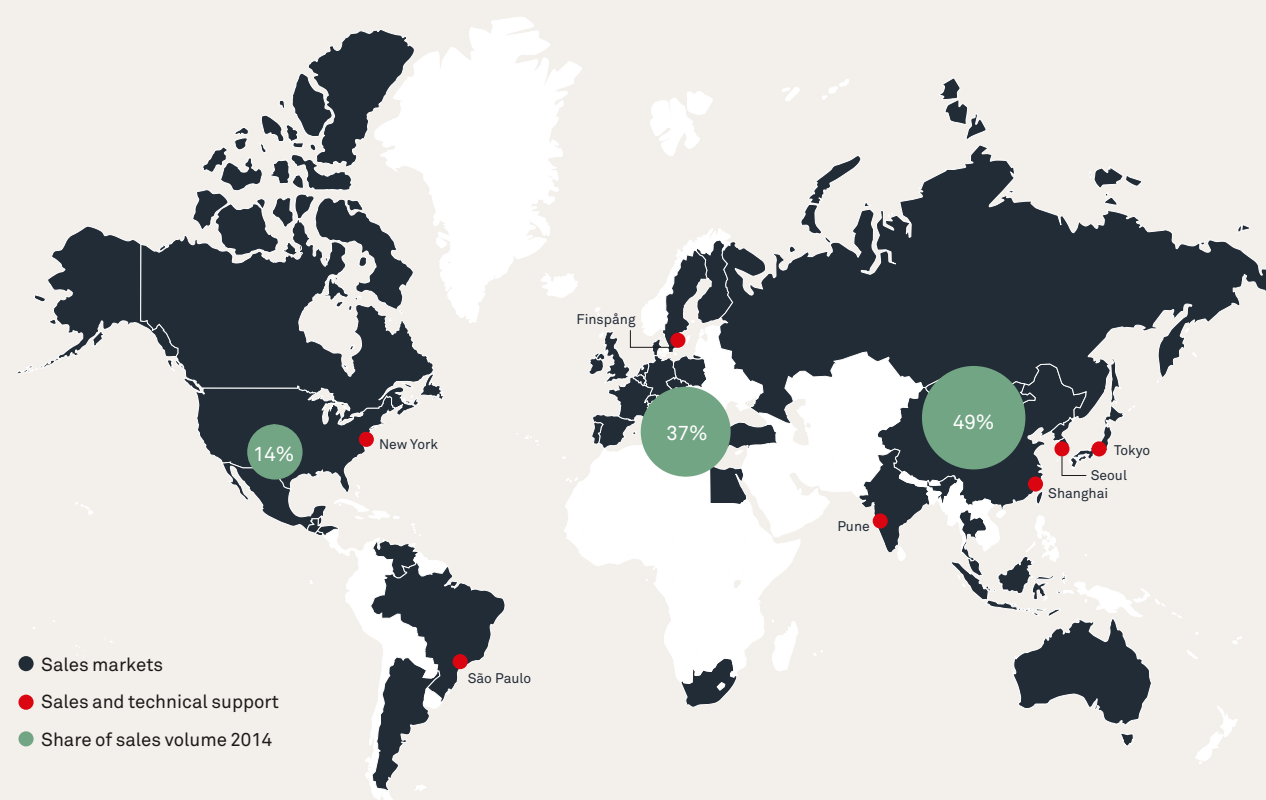 Finspång
37%
49%
14%
New York
Tokyo
Seoul
Shanghai
Pune
São Paulo
Sales markets
Sales and technical support
Share of sales volume 2014